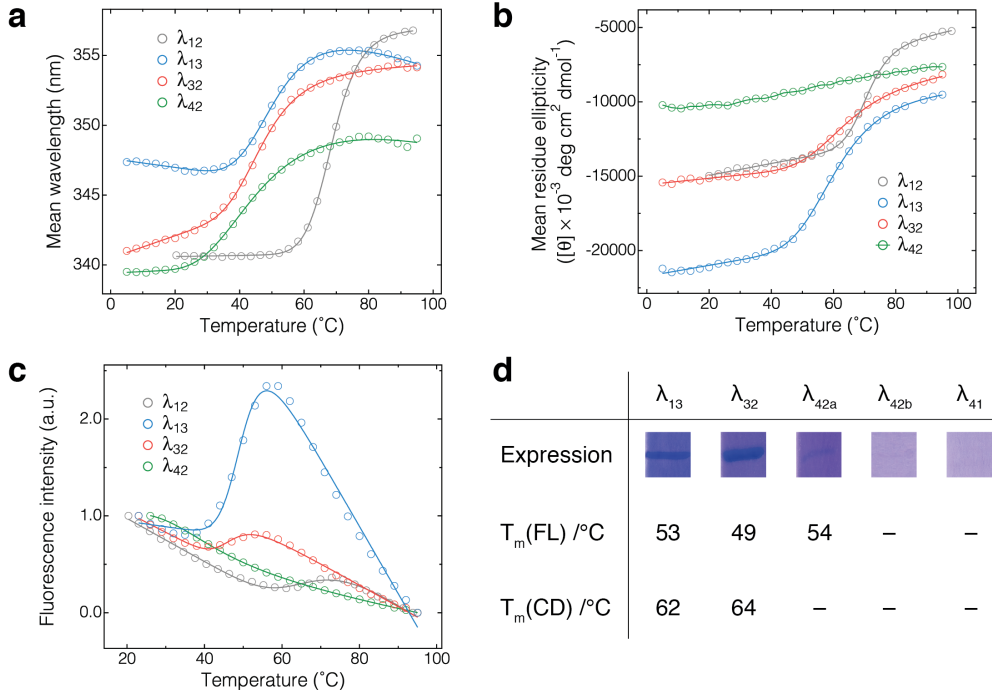 a
Mean wavelength (nm)
355
350
345
340
0
20
40
60
80
100
Temperature (˚C)
λ12
λ13
λ32
λ42
b
Mean residue ellipticity
([θ] × 10-3 deg cm2 dmol-1)
-5000
-10000
-15000
-20000
0
20
40
60
80
100
Temperature (˚C)
λ12
λ13
λ32
λ42
c
Fluorescence intensity (a.u.)
2.0
1.0
0.0
20
40
60
80
100
Temperature (˚C)
λ12
λ13
λ32
λ42
d
λ13 λ32 λ42a λ42b λ41
Expression
Tm(FL) /°C 53 49 54 – –
Tm(CD) /°C 62 64 – – –